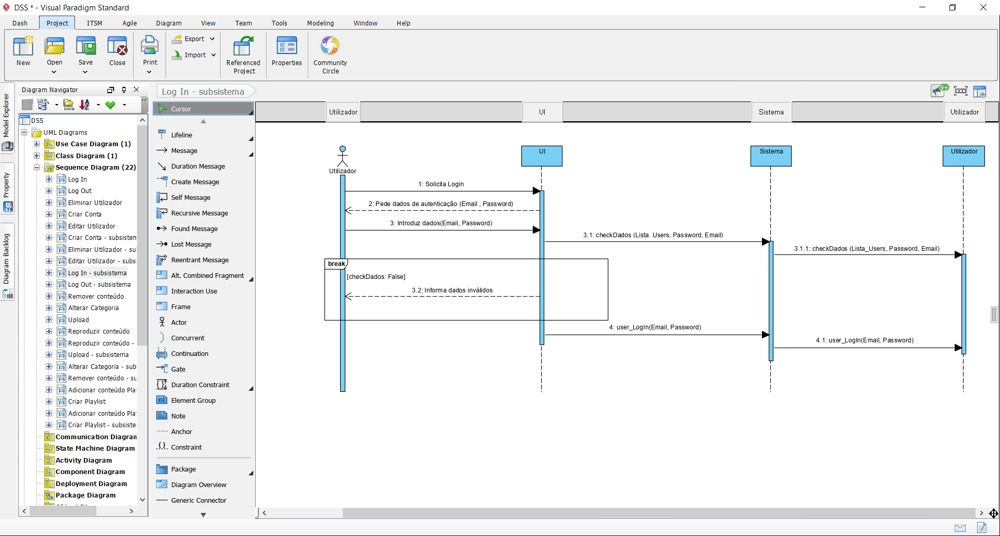 DSS * - Visual Paradigm Standard
Dash Project ITSM Agile Diagram View Team Tools Modeling Window Help
New Open Save Close Print Export Import Referenced Project Properties Community Circle
Model Explorer
Property
Diagram Backlog
Diagram Navigator
DSS
UML Diagrams
Use Case Diagram (1)
Class Diagram (1)
Sequence Diagram (22)
Log In
Log Out
Eliminar Utilizador
Criar Conta
Editar Utilizador
Criar Conta - subsistem
Eliminar Utilizador - su
Editar Utilizador - subs
Log In - subsistema
Log Out - subsistema
Remover conteúdo
Alterar Categoria
Upload
Reproduzir conteúdo
Reproduzir conteúdo -
Upload - subsistema
Alterar Categoria - sub
Remover conteúdo - su
Adicionar conteúdo Pla
Criar Playlist
Adicionar conteúdo Pla
Criar Playlist - subsiste
Communication Diagran
State Machine Diagram
Activity Diagram
Component Diagram
Deployment Diagram
Package Diagram
Log In - subsistema
9+
Cursor
Lifeline
Message
Duration Message
Create Message
Self Message
Recursive Message
Found Message
Lost Message
Reentrant Message
Alt. Combined Fragment
Interaction Use
Frame
Actor
Concurrent
Continuation
Gate
Duration Constraint
EG Element Group
Note
Anchor
Constraint
Package
Diagram Overview
Generic Connector
Utilizador UI Sistema Utilizador
UI Sistema Utilizador
Utilizador
1: Solicita Login
2: Pede dados de autenticação (Email , Password)
3: Introduz dados(Email, Password)
3.1: checkDados (Lista_Users, Password, Email)
3.1.1: checkDados (Lista_Users, Password, Email)
break
[checkDados: False]
3.2: Informa dados inválidos
4: user_LogIn(Email, Password)
4.1: user_LogIn(Email, Password)